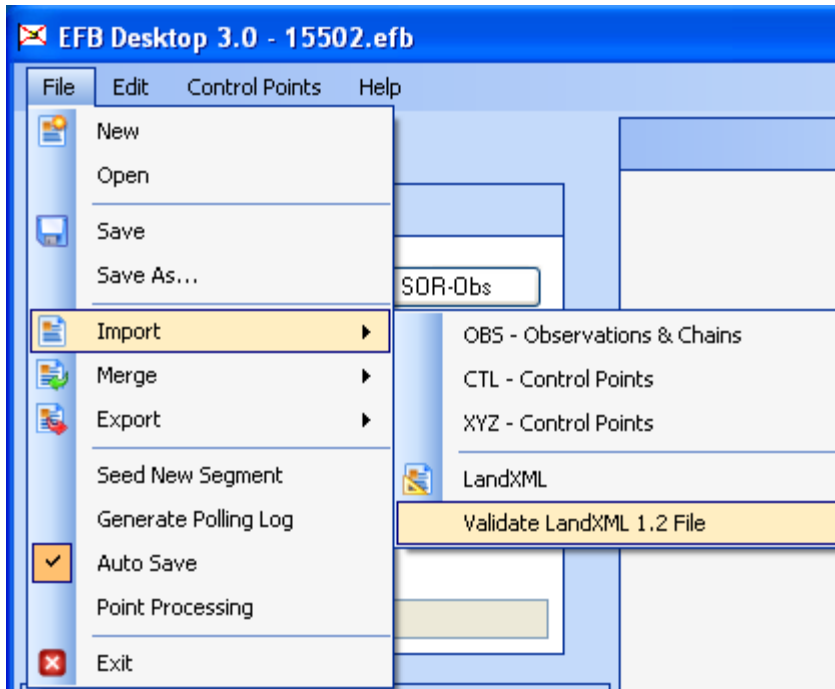 EFB Desktop 3.0 - 15502.efb
File Edit Control Points Help
New
Open
Save
Save As...
SOR-Obs
Import
Merge
Export
Seed New Segment
Generate Polling Log
Auto Save
Point Processing
Exit
OBS - Observations & Chains
CTL - Control Points
XYZ - Control Points
LandXML
Validate LandXML 1.2 File